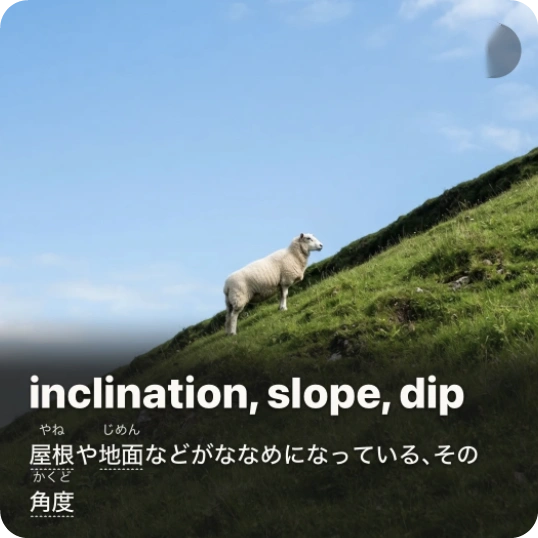 inclination, slope, dip
やね じめん
屋根や地面などがななめになっている、その
かくど
角度